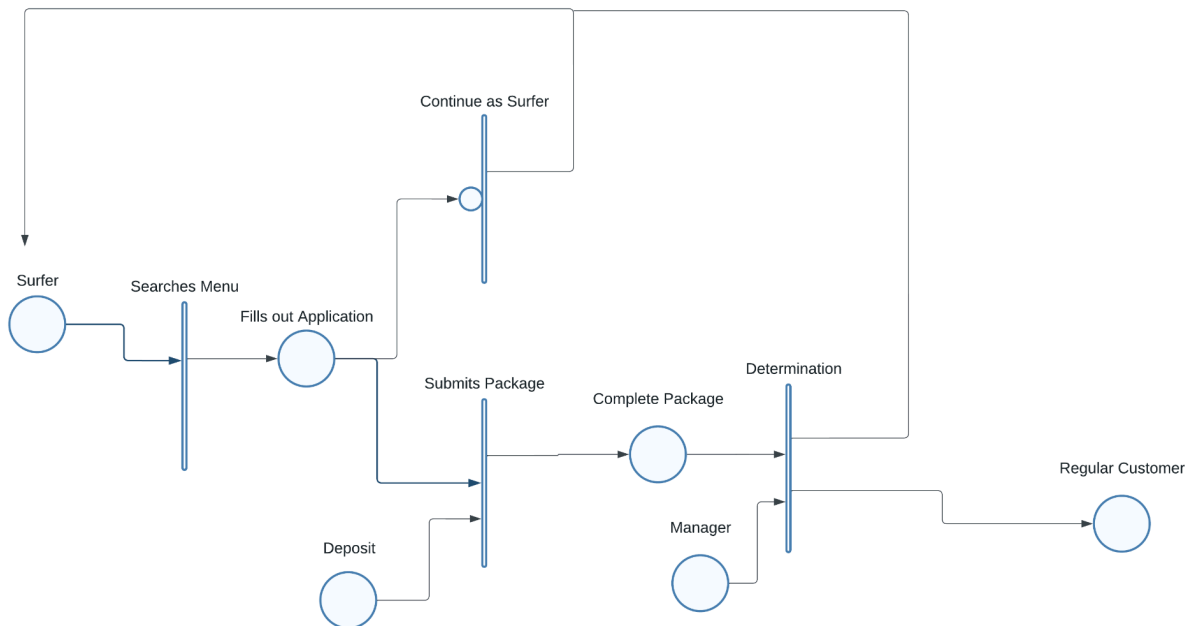 Continue as Surfer
Surfer
Searches Menu
Fills out Application
Submits Package
Determination
Complete Package
Regular Customer
Manager
Deposit